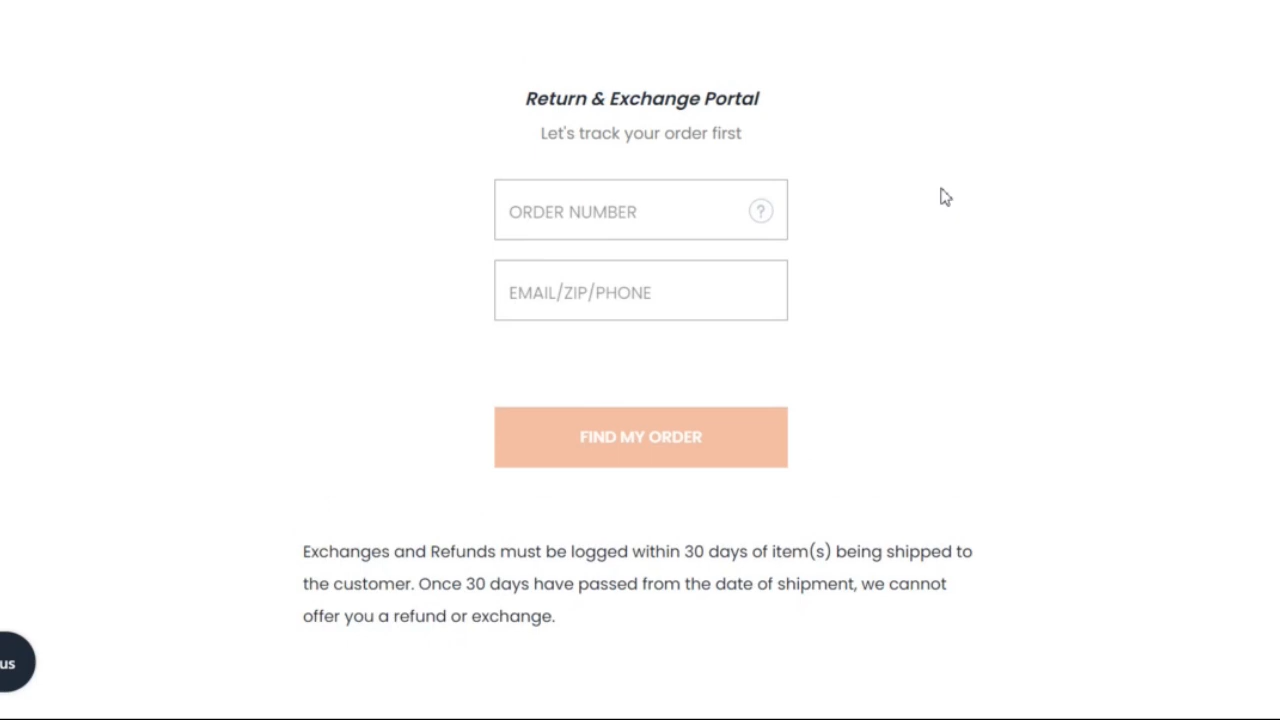 Return & Exchange Portal
Let's track your order first
ORDER NUMBER ?
EMAIL/ZIP/PHONE
FIND MY ORDER
Exchanges and Refunds must be logged within 30 days of item(s) being shipped to
the customer. Once 30 days have passed from the date of shipment, we cannot
offer you a refund or exchange.
us